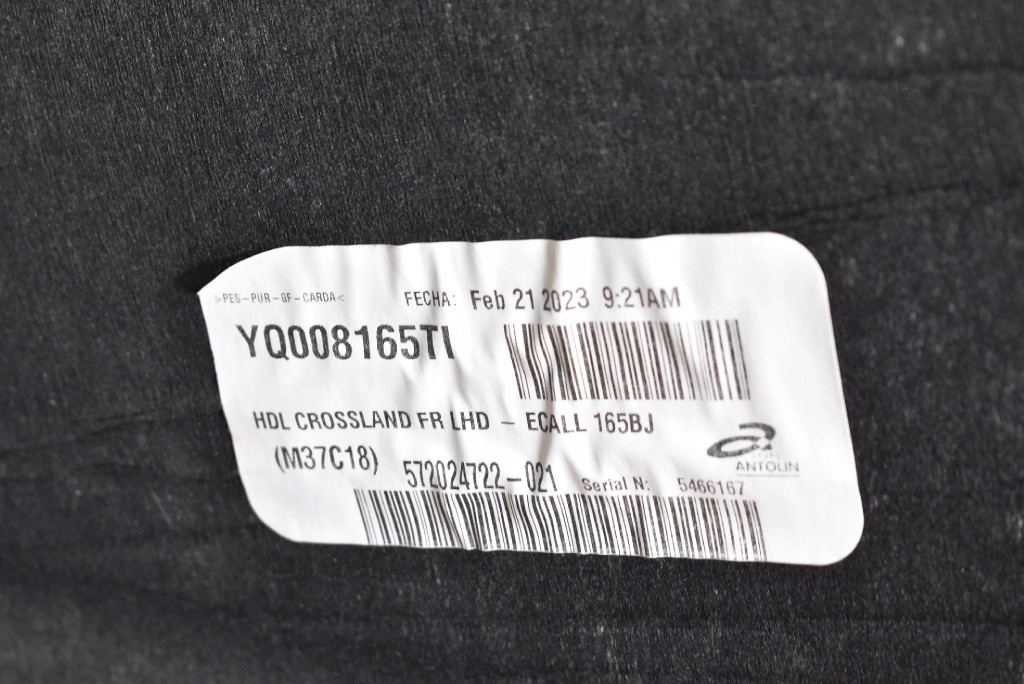 >PES-PUR-GF-CARDA< FECHA: Feb 21 2023 9:21AM
YQ008165TI
HDL CROSSLAND FR LHD - ECALL 165BJ
(M37C18) 572024722-021 Serial N: 5466167
ANTOLIN